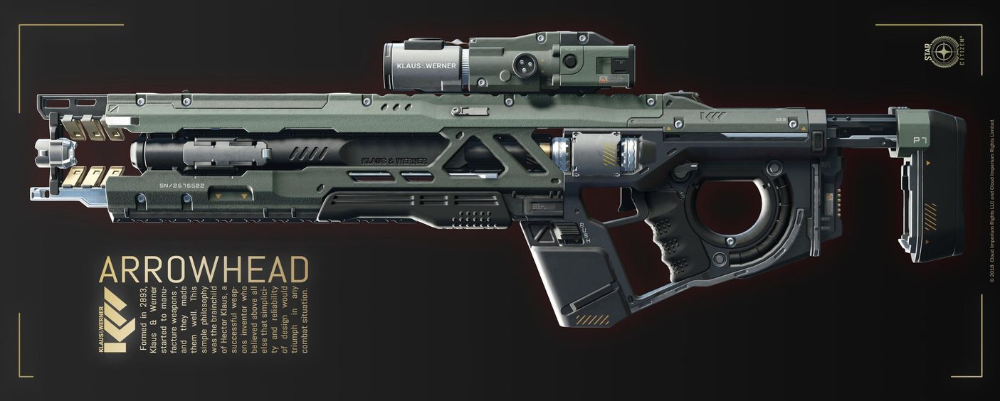 KLAUS&WERNER
STAR
CITIZEN®
KLAUS & WERNER
SN/2676522
S22
P7
PUSH
ARROWHEAD
KLAUS&WERNER
Formed in 2893,
Klaus & Werner
started to manu-
facture weapons ,
and they made
them well. This
simple philosophy
was the brainchild
of Hector Klaus, a
successful weap-
ons inventor who
believed above all
else that simplici-
ty and reliability
of design would
triumph in any
combat situation.
© 2018 Cloud Imperium Rights LLC and Cloud Imperium Rights Limited.